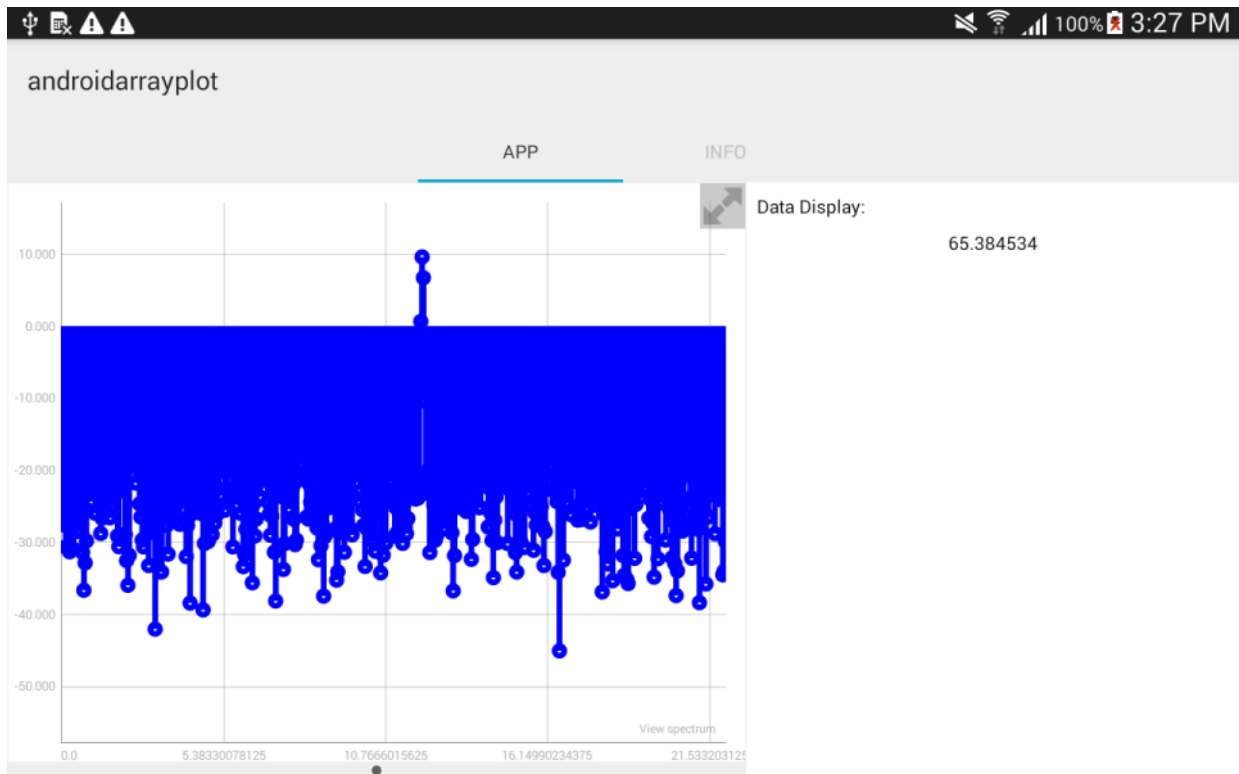 100% 3:27 PM
androidarrayplot
APP INFO
Data Display:
65.384534
10.000
0.000
-10.000
-20.000
-30.000
-40.000
-50.000
View spectrum
0.0 5.38330078125 10.7666015625 16.14990234375 21.533203125